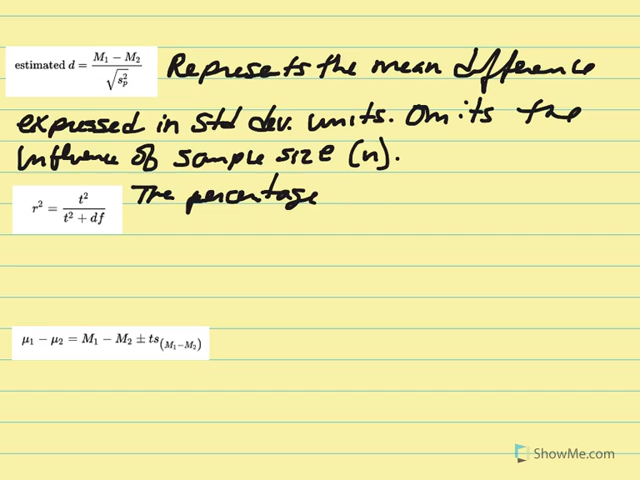 estimated d = M₁ − M₂ / √s²ₚ Represents the mean difference
expressed in Std dev. units. Omits the
influence of sample size (n).
r² = t² / t² + df The percentage
μ₁ − μ₂ = M₁ − M₂ ± ts(M₁−M₂)
ShowMe.com